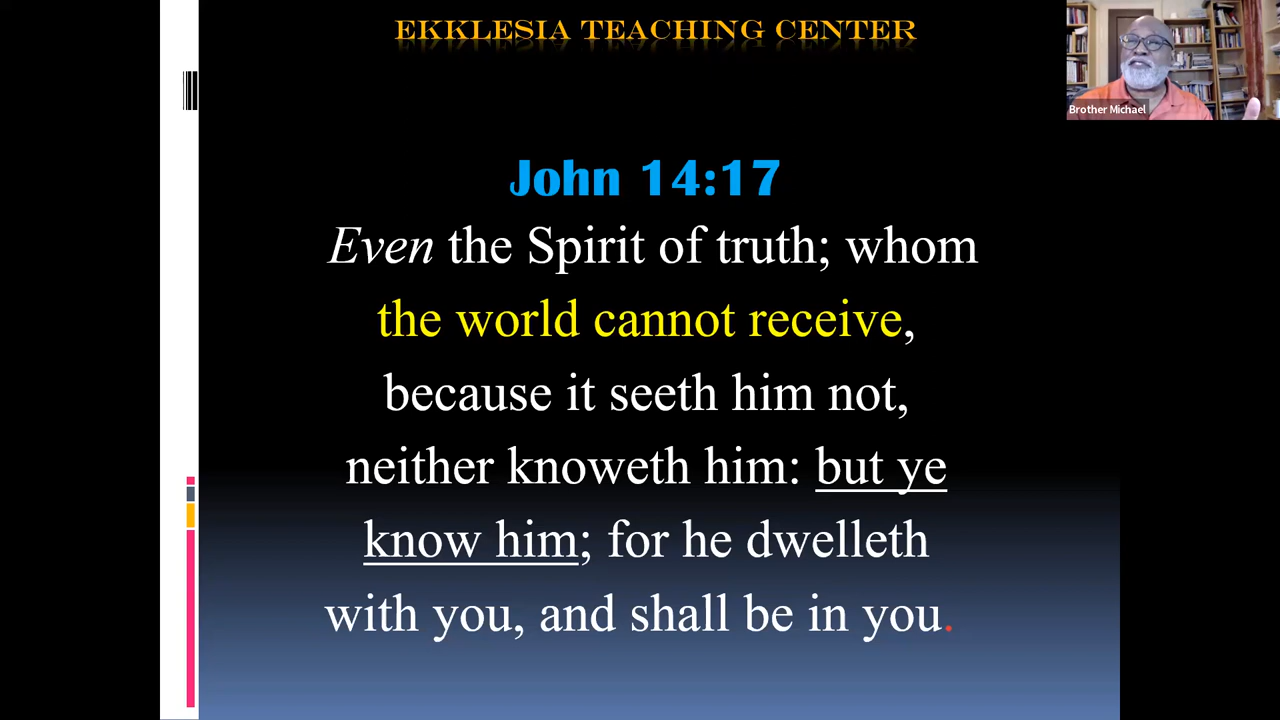 EKKLESIA TEACHING CENTER
Brother Michael
John 14:17
Even the Spirit of truth; whom
the world cannot receive,
because it seeth him not,
neither knoweth him: but ye
know him; for he dwelleth
with you, and shall be in you.